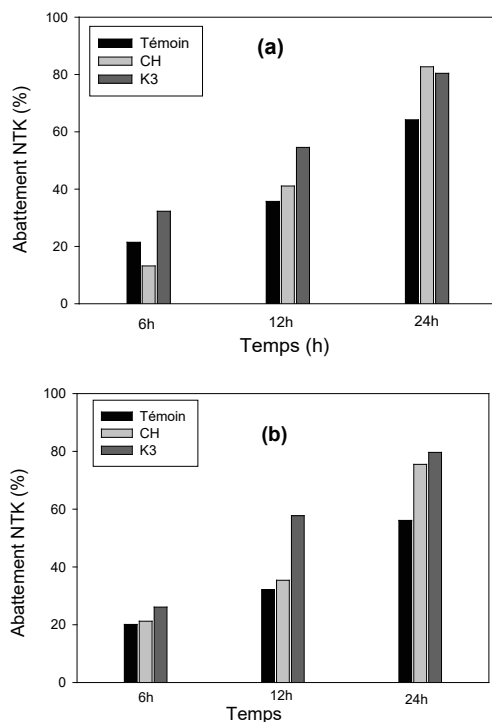 100
Témoin
CH
K3
(a)
80
60
40
20
0
Abattement NTK (%)
6h 12h 24h
Temps (h)
100
Témoin
CH
K3
(b)
80
60
40
20
0
Abattement NTK (%)
6h 12h 24h
Temps